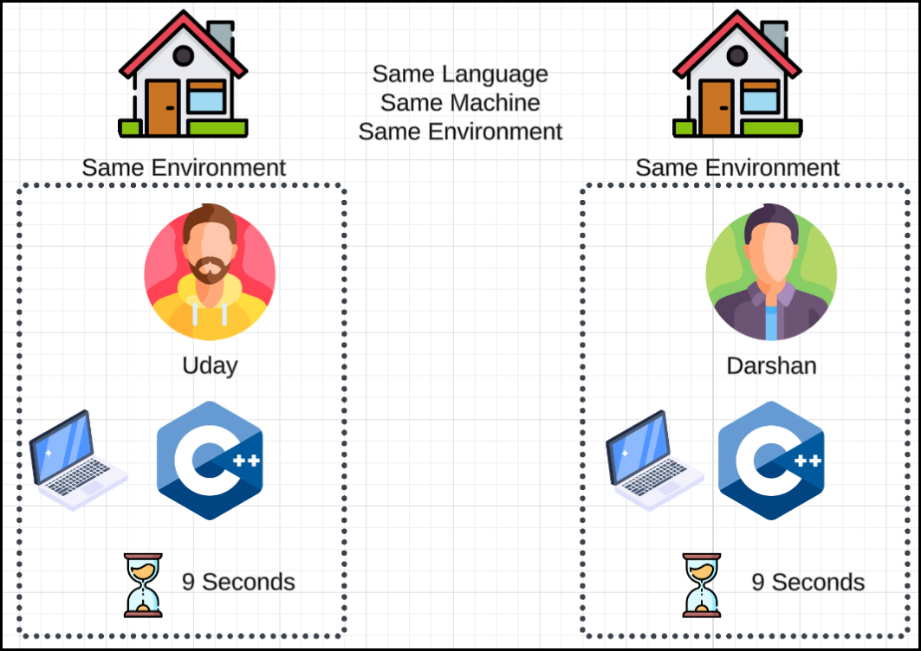 Same Language
Same Machine
Same Environment
Same Environment
Same Environment
Uday
Darshan
C++
C++
9 Seconds
9 Seconds